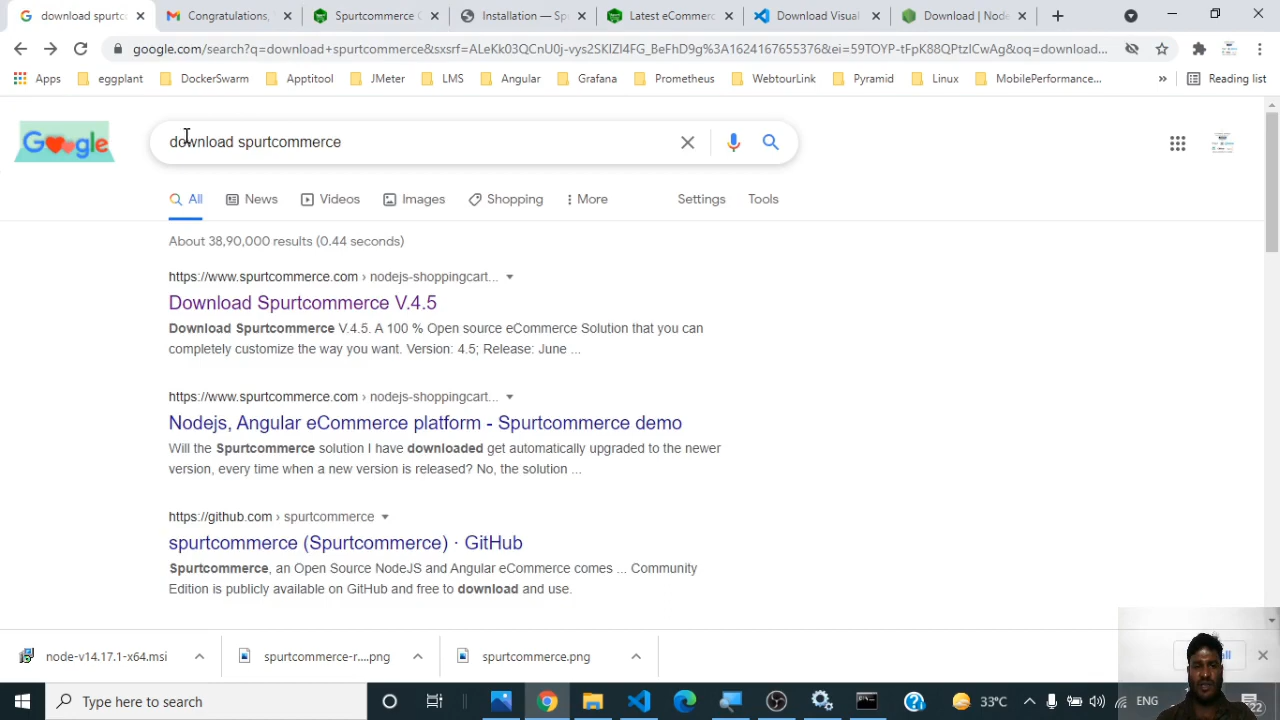 download spurt
Congratulations,
Spurtcommerce C
Installation — Sp
Latest eCommer
Download Visual
Download | Node
google.com/search?q=download+spurtcommerce&sxsrf=ALeKk03QCnU0j-vys2SKIZI4FG_BeFhD9g%3A1624167655376&ei=59TOYP-tFpK88QPtzICwAg&oq=download...
Apps
eggplant
DockerSwarm
Apptitool
JMeter
LMS
Angular
Grafana
Prometheus
WebtourLink
Pyramid
Linux
MobilePerformance...
»
Reading list
Google
download spurtcommerce
All
News
Videos
Images
Shopping
More
Settings
Tools
About 38,90,000 results (0.44 seconds)
https://www.spurtcommerce.com › nodejs-shoppingcart...
Download Spurtcommerce V.4.5
Download Spurtcommerce V.4.5. A 100 % Open source eCommerce Solution that you can
completely customize the way you want. Version: 4.5; Release: June ...
https://www.spurtcommerce.com › nodejs-shoppingcart...
Nodejs, Angular eCommerce platform - Spurtcommerce demo
Will the Spurtcommerce solution I have downloaded get automatically upgraded to the newer
version, every time when a new version is released? No, the solution ...
https://github.com › spurtcommerce
spurtcommerce (Spurtcommerce) · GitHub
Spurtcommerce, an Open Source NodeJS and Angular eCommerce comes ... Community
Edition is publicly available on GitHub and free to download and use.
node-v14.17.1-x64.msi
spurtcommerce-r....png
spurtcommerce.png
Type here to search
33°C
ENG